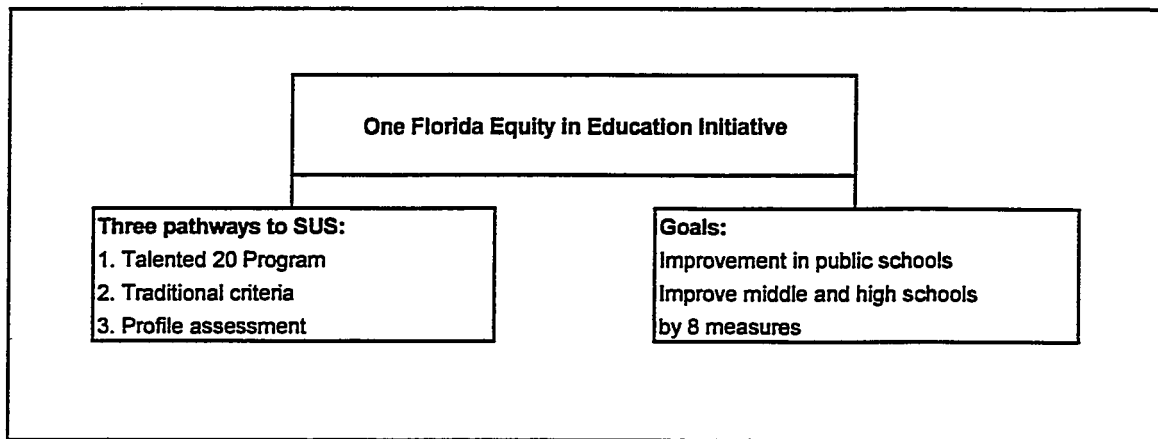 One Florida Equity in Education Initiative
Three pathways to SUS:
1. Talented 20 Program
2. Traditional criteria
3. Profile assessment
Goals:
Improvement in public schools
Improve middle and high schools
by 8 measures